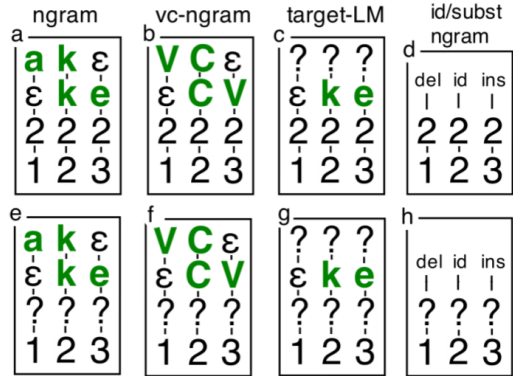 ngram vc-ngram target-LM id/subst ngram
a b c d
a k ε V C ε ? ? ?
ε k e ε C V ε k e del id ins
2 2 2 2 2 2 2 2 2 2 2 2
1 2 3 1 2 3 1 2 3 1 2 3
e f g h
a k ε V C ε ? ? ?
ε k e ε C V ε k e del id ins
? ? ? ? ? ? ? ? ? ? ? ?
1 2 3 1 2 3 1 2 3 1 2 3